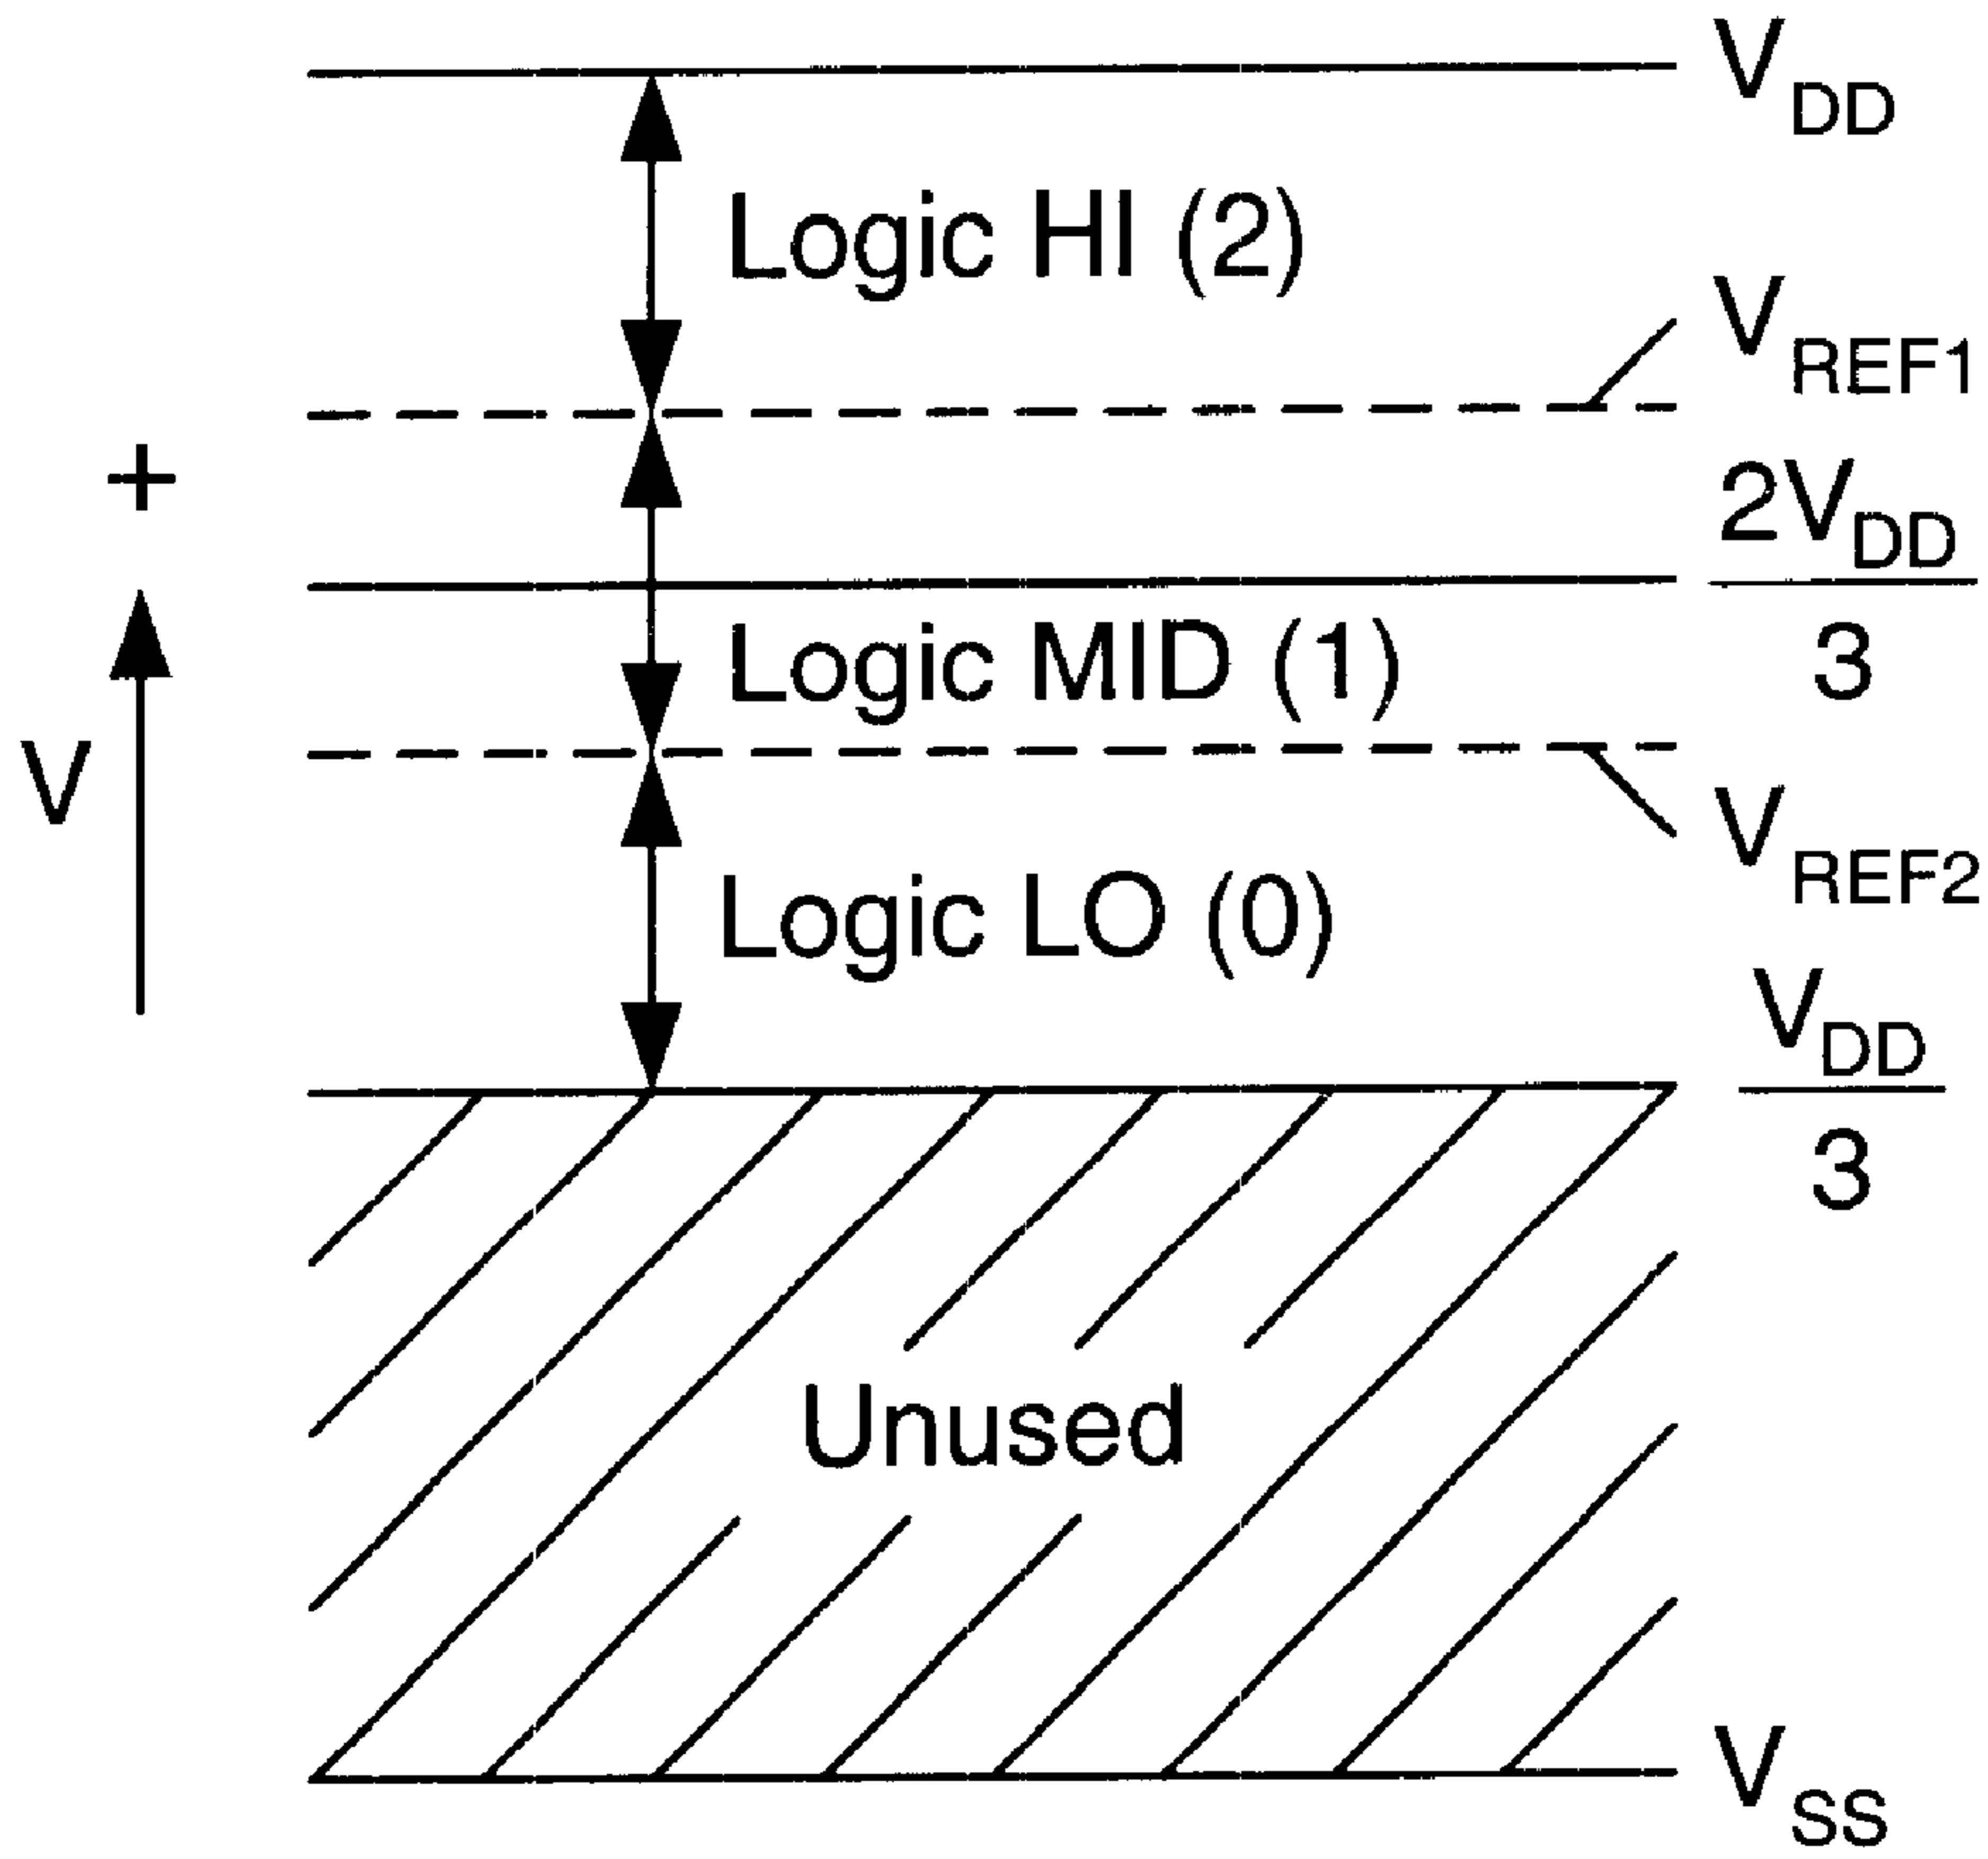 V_DD
Logic HI (2)
V_REF1
+
2V_DD
3
Logic MID (1)
V
V_REF2
Logic LO (0)
V_DD
3
Unused
V_SS